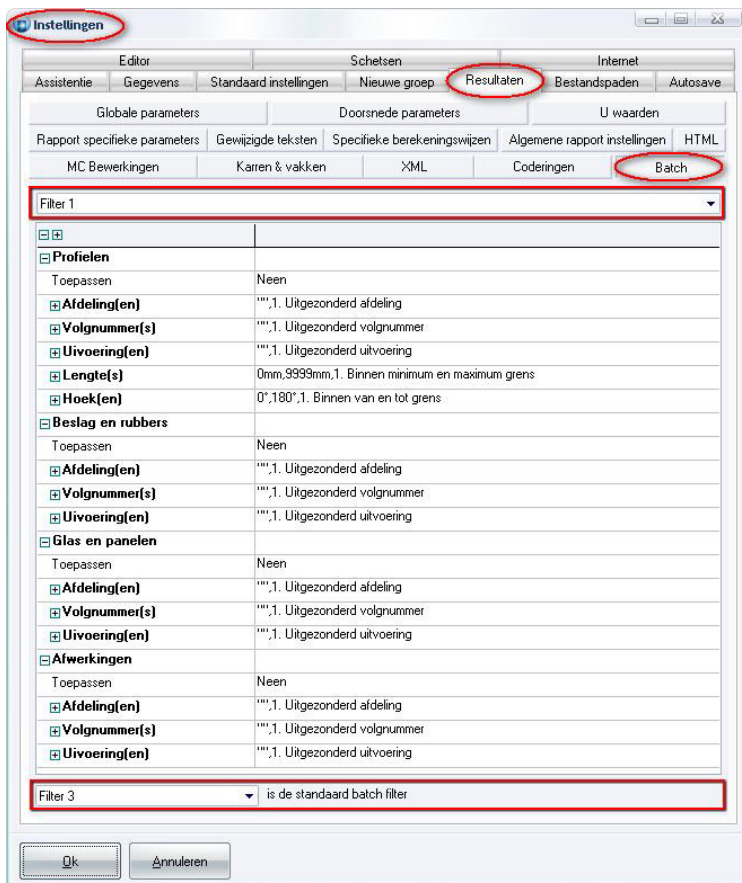 Instellingen
Editor Schetsen Internet
Assistentie Gegevens Standaard instellingen Nieuwe groep Resultaten Bestandspaden Autosave
Globale parameters Doorsnede parameters U waarden
Rapport specifieke parameters Gewijzigde teksten Specifieke berekeningswijzen Algemene rapport instellingen HTML
MC Bewerkingen Karren & vakken XML Coderingen Batch
Filter 1
Profielen
Toepassen Neen
Afdeling(en) "",1. Uitgezonderd afdeling
Volgnummer(s) "",1. Uitgezonderd volgnummer
Uivoering(en) "",1. Uitgezonderd uitvoering
Lengte(s) 0mm,9999mm,1. Binnen minimum en maximum grens
Hoek(en) 0°,180°,1. Binnen van en tot grens
Beslag en rubbers
Toepassen Neen
Afdeling(en) "",1. Uitgezonderd afdeling
Volgnummer(s) "",1. Uitgezonderd volgnummer
Uivoering(en) "",1. Uitgezonderd uitvoering
Glas en panelen
Toepassen Neen
Afdeling(en) "",1. Uitgezonderd afdeling
Volgnummer(s) "",1. Uitgezonderd volgnummer
Uivoering(en) "",1. Uitgezonderd uitvoering
Afwerkingen
Toepassen Neen
Afdeling(en) "",1. Uitgezonderd afdeling
Volgnummer(s) "",1. Uitgezonderd volgnummer
Uivoering(en) "",1. Uitgezonderd uitvoering
Filter 3 is de standaard batch filter
Ok Annuleren